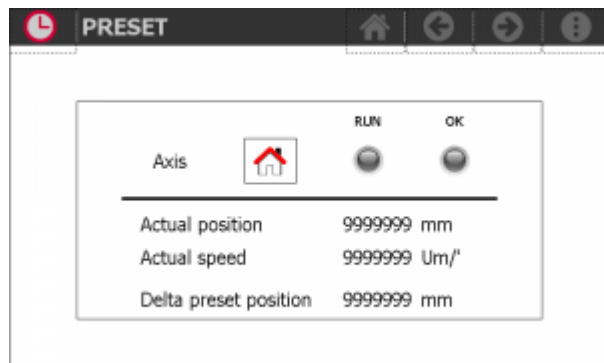 PRESET
RUN OK
Axis
Actual position 9999999 mm
Actual speed 9999999 Um/'
Delta preset position 9999999 mm